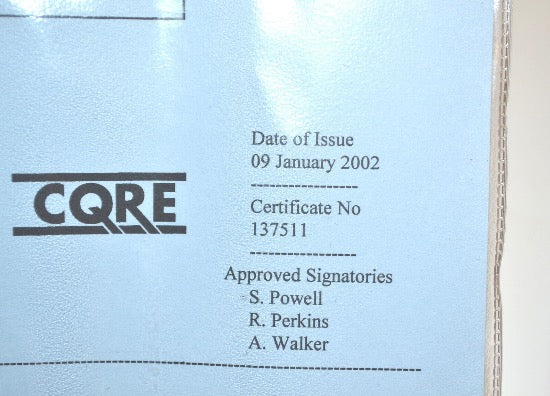 Date of Issue
09 January 2002
------------------
CQRE
Certificate No
137511
------------------
Approved Signatories
S. Powell
R. Perkins
A. Walker